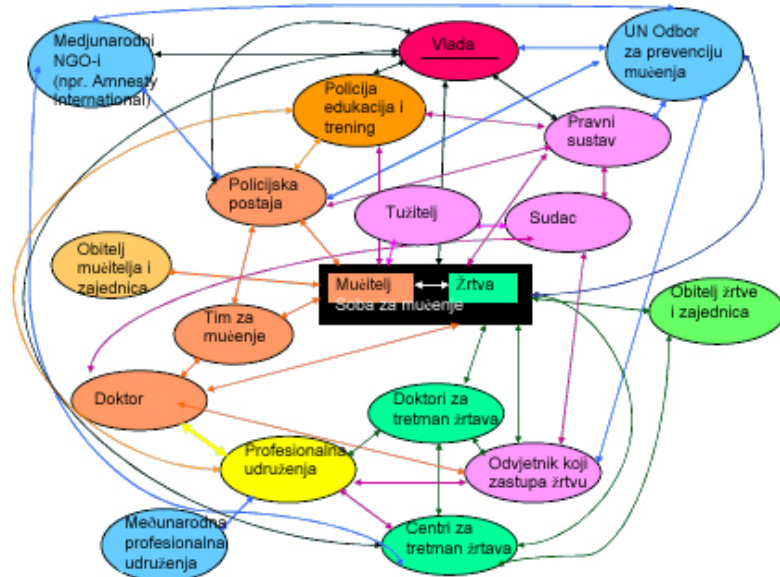 Medjunarodni
NGO-i
(npr. Amnesty
International)
Vlada
UN Odbor
za prevenciju
mučenja
Policija
edukacija i
trening
Pravni
sustav
Policijska
postaja
Tužitelj
Sudac
Obitelj
mučitelja i
zajednica
Mučitelj
Žrtva
Soba za mučenje
Obitelj žrtve
i zajednica
Tim za
mučenje
Doktor
Doktori za
tretman žrtava
Profesionalna
udruženja
Odvjetnik koji
zastupa žrtvu
Međunarodna
profesionalna
udruženja
Centri za
tretman žrtava